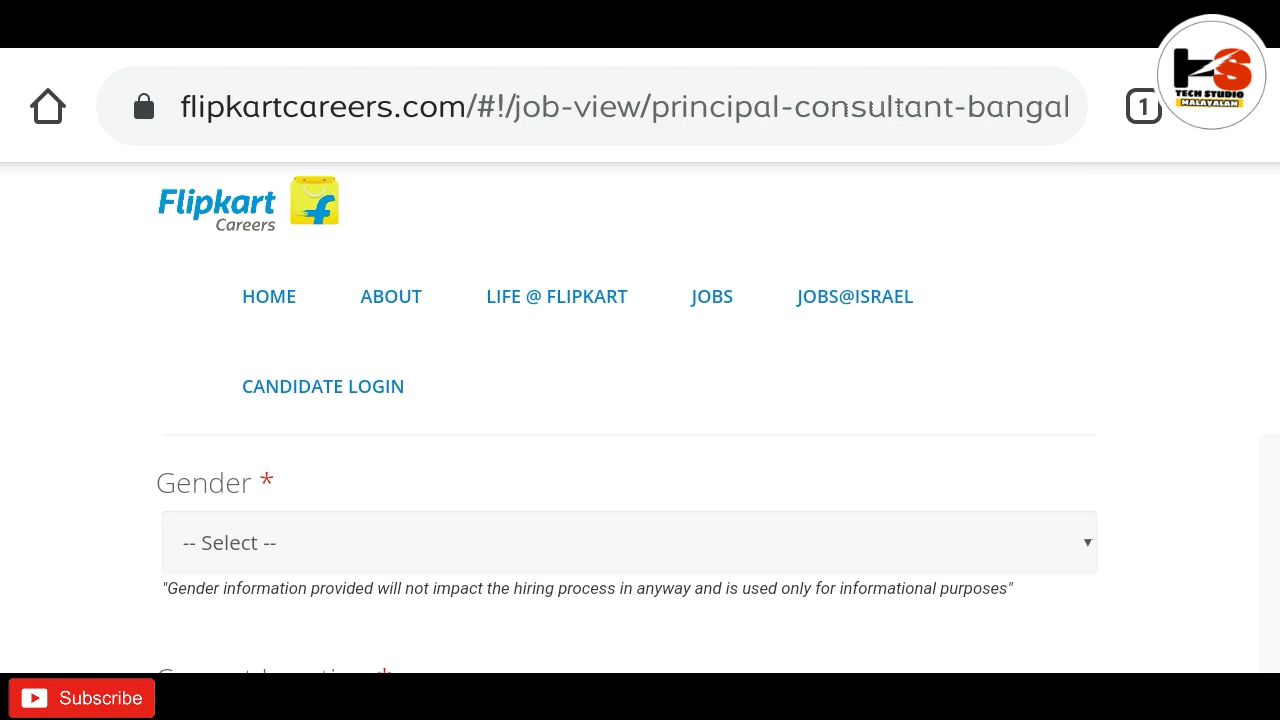 flipkartcareers.com/#!/job-view/principal-consultant-bangal
1
TECH STUDIO
MALAYALAM
Flipkart
Careers
HOME ABOUT LIFE @ FLIPKART JOBS JOBS@ISRAEL
CANDIDATE LOGIN
Gender *
-- Select --
"Gender information provided will not impact the hiring process in anyway and is used only for informational purposes"
Subscribe